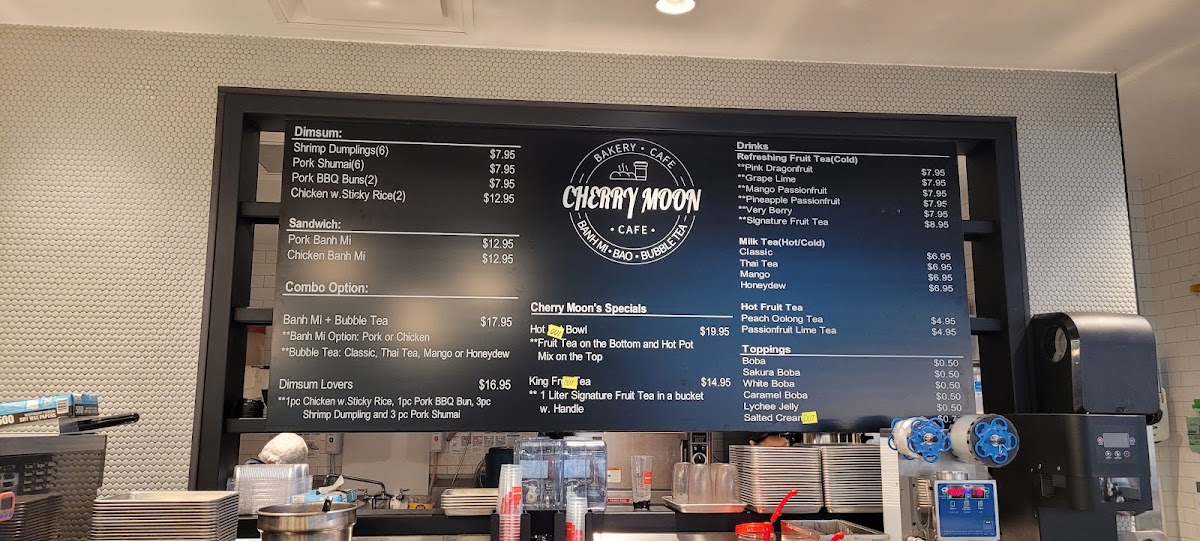 Dimsum:
Shrimp Dumplings(6) $7.95
Pork Shumai(6) $7.95
Pork BBQ Buns(2) $7.95
Chicken w.Sticky Rice(2) $12.95
Sandwich:
Pork Banh Mi $12.95
Chicken Banh Mi $12.95
Combo Option:
Banh Mi + Bubble Tea $17.95
**Banh Mi Option: Pork or Chicken
**Bubble Tea: Classic, Thai Tea, Mango or Honeydew
Dimsum Lovers $16.95
**1pc Chicken w.Sticky Rice, 1pc Pork BBQ Bun, 3pc
Shrimp Dumpling and 3 pc Pork Shumai
BAKERY • CAFE
CHERRY MOON
• CAFE •
BANH MI • BAO • BUBBLE TEA
Cherry Moon's Specials
Hot OUT Bowl $19.95
**Fruit Tea on the Bottom and Hot Pot
Mix on the Top
King Fr OUT Tea $14.95
** 1 Liter Signature Fruit Tea in a bucket
w. Handle
Drinks
Refreshing Fruit Tea(Cold)
**Pink Dragonfruit $7.95
**Grape Lime $7.95
**Mango Passionfruit $7.95
**Pineapple Passionfruit $7.95
**Very Berry $7.95
**Signature Fruit Tea $8.95
Milk Tea(Hot/Cold)
Classic $6.95
Thai Tea $6.95
Mango $6.95
Honeydew $6.95
Hot Fruit Tea
Peach Oolong Tea $4.95
Passionfruit Lime Tea $4.95
Toppings
Boba $0.50
Sakura Boba $0.50
White Boba $0.50
Caramel Boba $0.50
Lychee Jelly $0.50
Salted Cream OUT
500